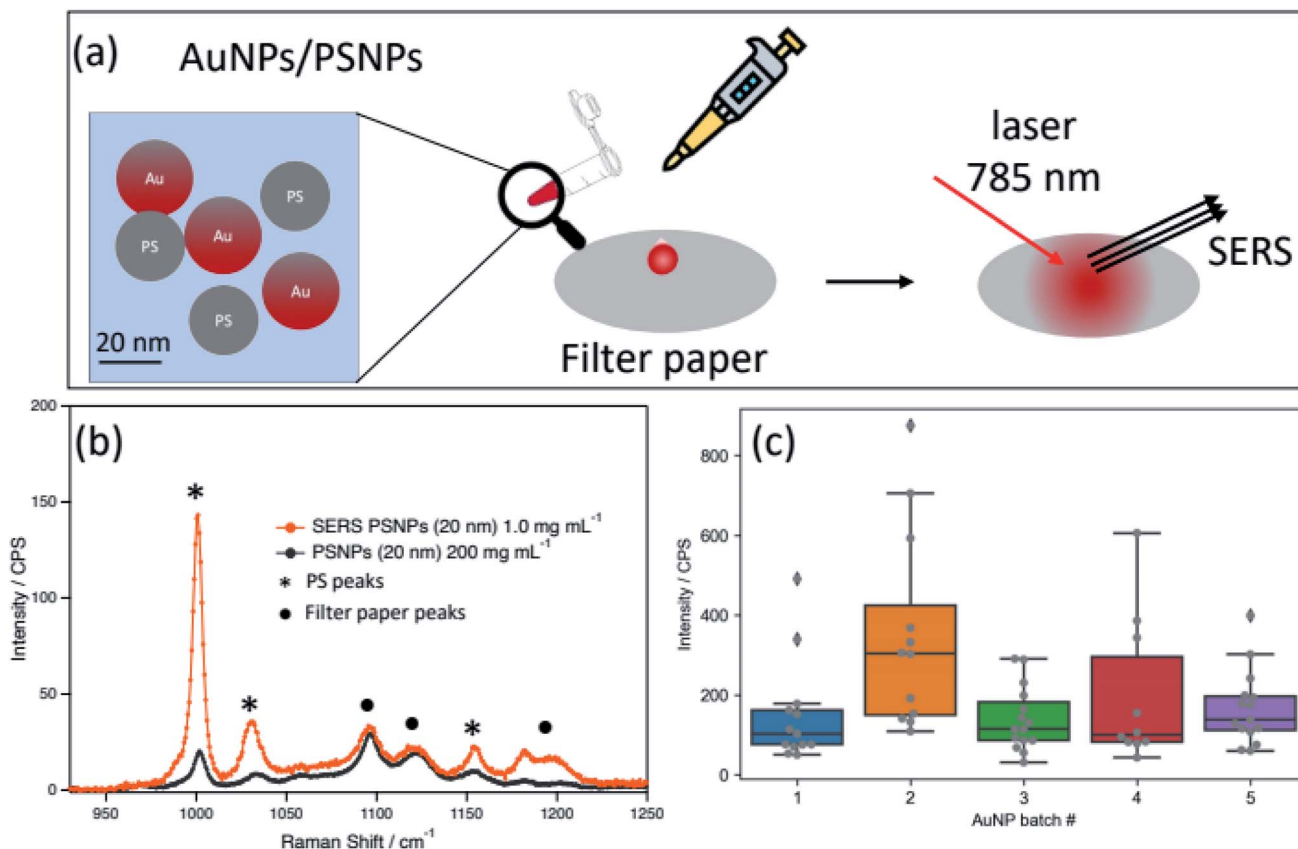 (a)
AuNPs/PSNPs
Au
PS
Au
PS
Au
PS
20 nm
Filter paper
laser
785 nm
SERS
(b)
200
150
100
50
0
Intensity / CPS
SERS PSNPs (20 nm) 1.0 mg mL⁻¹
PSNPs (20 nm) 200 mg mL⁻¹
* PS peaks
● Filter paper peaks
950
1000
1050
1100
1150
1200
1250
Raman Shift / cm⁻¹
(c)
800
600
400
200
0
Intensity / CPS
1
2
3
4
5
AuNP batch #